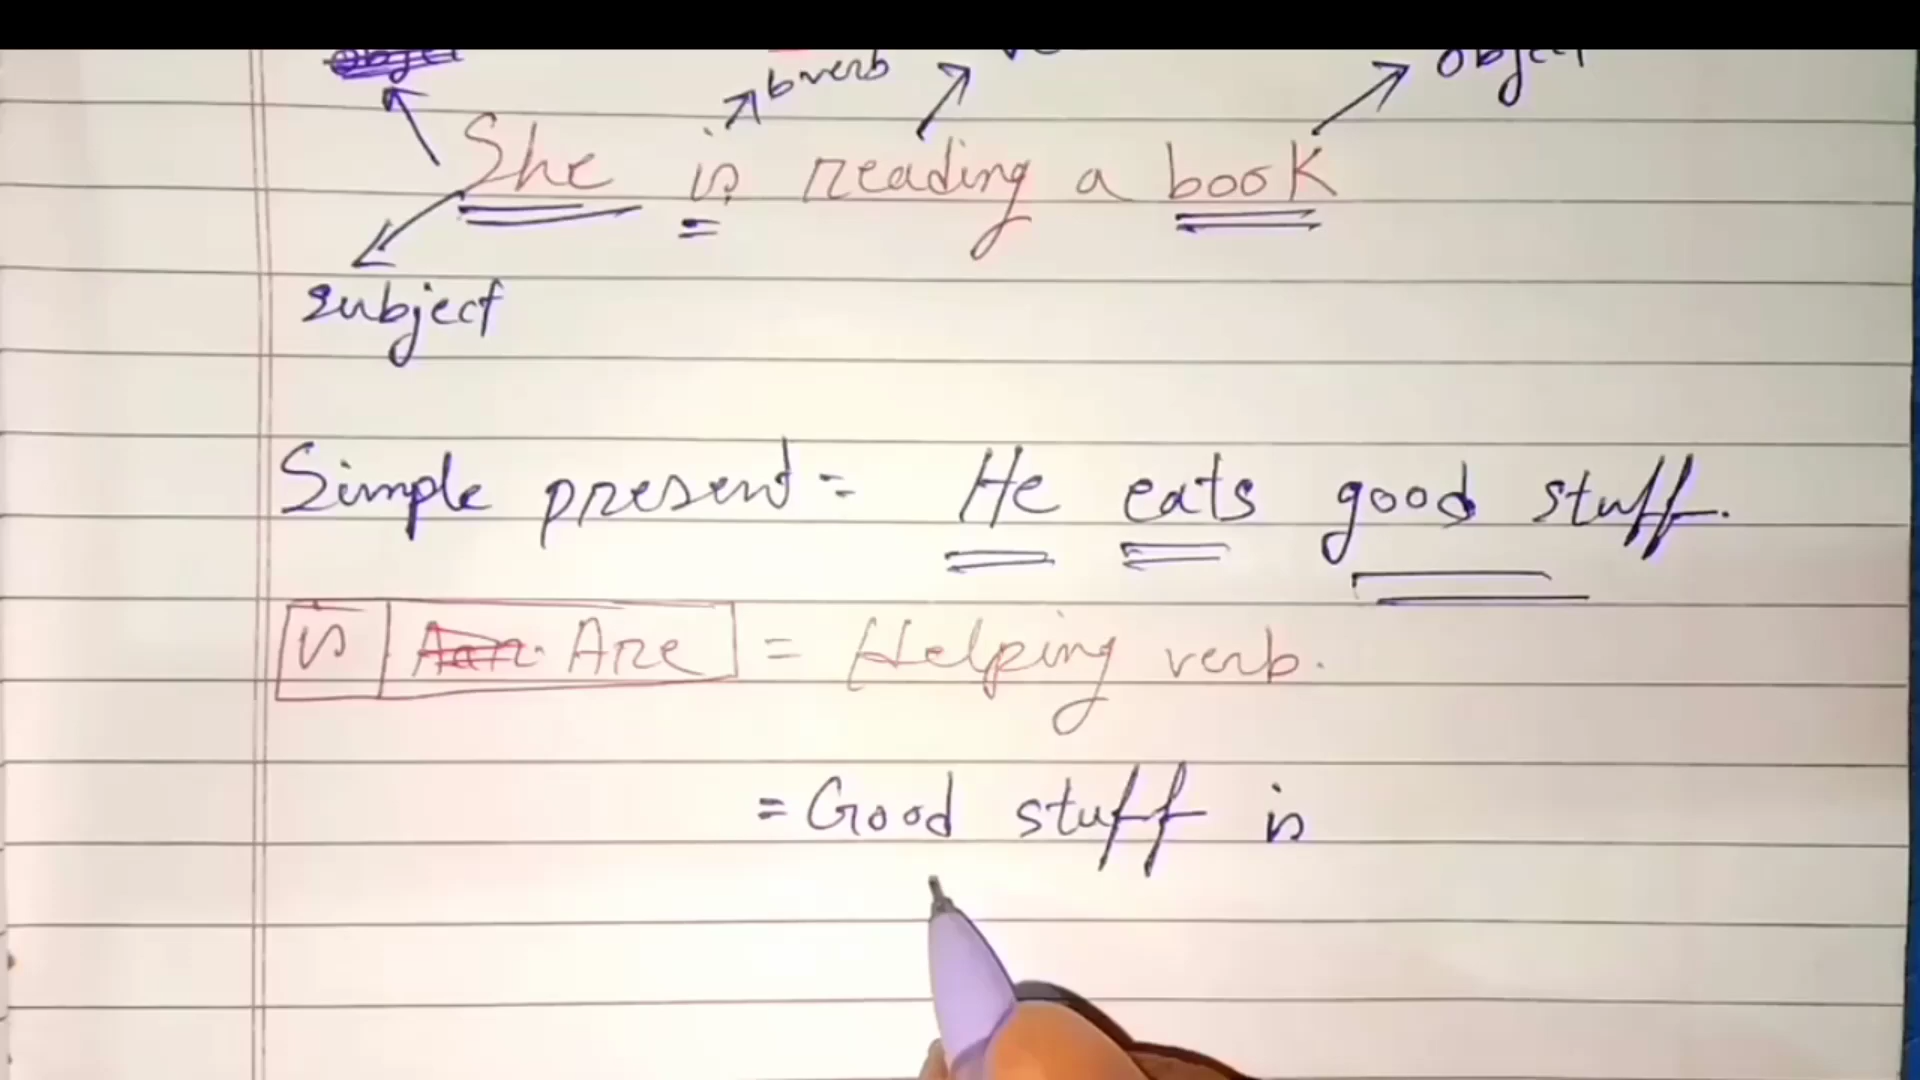 b verb
object
She is reading a book
subject
Simple present = He eats good stuff.
is Are = Helping verb.
= Good stuff is